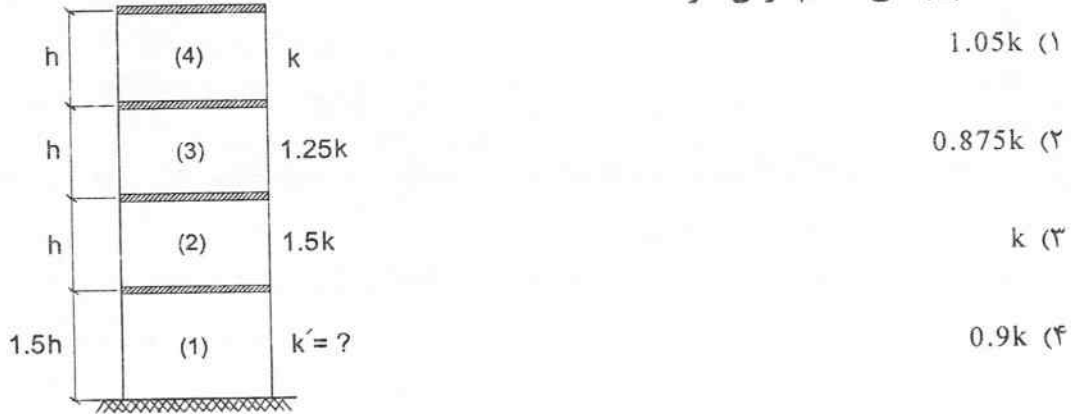 h
(4)
k
1.05k (۱
h
(3)
1.25k
0.875k (۲
h
(2)
1.5k
k (۳
1.5h
(1)
k´= ?
0.9k (۴